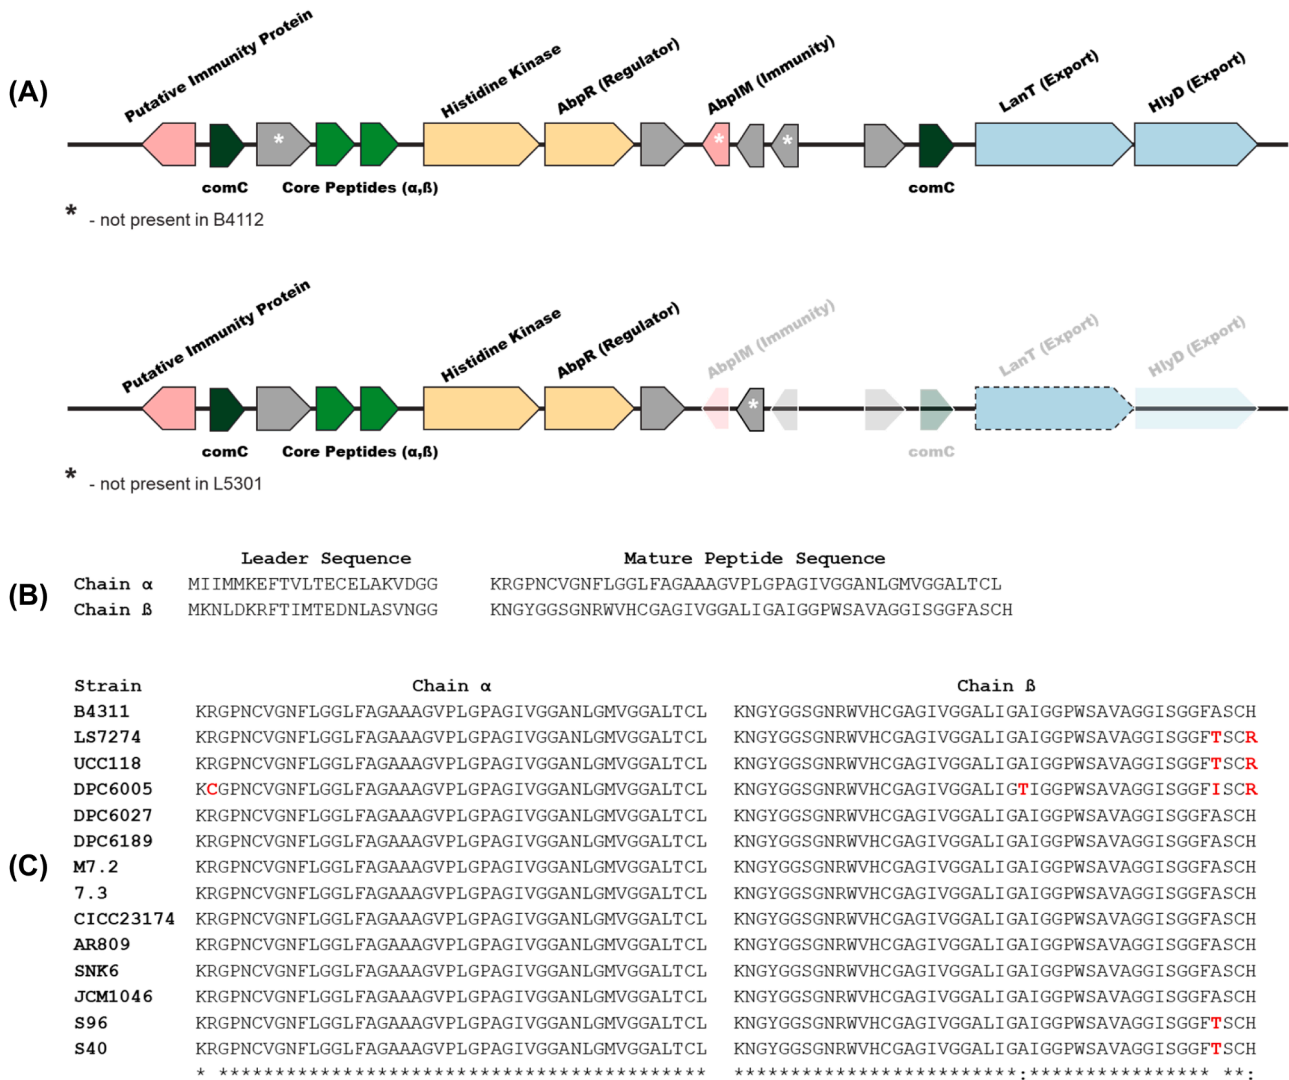 (A)
Putative Immunity Protein
Histidine Kinase
AbpR (Regulator)
AbpIM (Immunity)
LanT (Export)
HlyD (Export)
* * *
comC Core Peptides (α,ß) comC
* - not present in B4112
Putative Immunity Protein
Histidine Kinase
AbpR (Regulator)
AbpIM (Immunity)
LanT (Export)
HlyD (Export)
*
comC Core Peptides (α,ß) comC
* - not present in L5301
(B)
Leader Sequence Mature Peptide Sequence
Chain α MIIMMKEFTVLTECELAKVDGG KRGPNCVGNFLGGLFAGAAAGVPLGPAGIVGGANLGMVGGALTCL
Chain ß MKNLDKRFTIMTEDNLASVNGG KNGYGGSGNRWVHCGAGIVGGALIGAIGGPWSAVAGGISGGFASCH
(C)
Strain Chain α Chain ß
B4311 KRGPNCVGNFLGGLFAGAAAGVPLGPAGIVGGANLGMVGGALTCL KNGYGGSGNRWVHCGAGIVGGALIGAIGGPWSAVAGGISGGFASCH
LS7274 KRGPNCVGNFLGGLFAGAAAGVPLGPAGIVGGANLGMVGGALTCL KNGYGGSGNRWVHCGAGIVGGALIGAIGGPWSAVAGGISGGFTSCR
UCC118 KRGPNCVGNFLGGLFAGAAAGVPLGPAGIVGGANLGMVGGALTCL KNGYGGSGNRWVHCGAGIVGGALIGAIGGPWSAVAGGISGGFTSCR
DPC6005 KCGPNCVGNFLGGLFAGAAAGVPLGPAGIVGGANLGMVGGALTCL KNGYGGSGNRWVHCGAGIVGGALIGTIGGPWSAVAGGISGGFISCR
DPC6027 KRGPNCVGNFLGGLFAGAAAGVPLGPAGIVGGANLGMVGGALTCL KNGYGGSGNRWVHCGAGIVGGALIGAIGGPWSAVAGGISGGFASCH
DPC6189 KRGPNCVGNFLGGLFAGAAAGVPLGPAGIVGGANLGMVGGALTCL KNGYGGSGNRWVHCGAGIVGGALIGAIGGPWSAVAGGISGGFASCH
M7.2 KRGPNCVGNFLGGLFAGAAAGVPLGPAGIVGGANLGMVGGALTCL KNGYGGSGNRWVHCGAGIVGGALIGAIGGPWSAVAGGISGGFASCH
7.3 KRGPNCVGNFLGGLFAGAAAGVPLGPAGIVGGANLGMVGGALTCL KNGYGGSGNRWVHCGAGIVGGALIGAIGGPWSAVAGGISGGFASCH
CICC23174 KRGPNCVGNFLGGLFAGAAAGVPLGPAGIVGGANLGMVGGALTCL KNGYGGSGNRWVHCGAGIVGGALIGAIGGPWSAVAGGISGGFASCH
AR809 KRGPNCVGNFLGGLFAGAAAGVPLGPAGIVGGANLGMVGGALTCL KNGYGGSGNRWVHCGAGIVGGALIGAIGGPWSAVAGGISGGFASCH
SNK6 KRGPNCVGNFLGGLFAGAAAGVPLGPAGIVGGANLGMVGGALTCL KNGYGGSGNRWVHCGAGIVGGALIGAIGGPWSAVAGGISGGFASCH
JCM1046 KRGPNCVGNFLGGLFAGAAAGVPLGPAGIVGGANLGMVGGALTCL KNGYGGSGNRWVHCGAGIVGGALIGAIGGPWSAVAGGISGGFASCH
S96 KRGPNCVGNFLGGLFAGAAAGVPLGPAGIVGGANLGMVGGALTCL KNGYGGSGNRWVHCGAGIVGGALIGAIGGPWSAVAGGISGGFTSCH
S40 KRGPNCVGNFLGGLFAGAAAGVPLGPAGIVGGANLGMVGGALTCL KNGYGGSGNRWVHCGAGIVGGALIGAIGGPWSAVAGGISGGFTSCH
* ******************************************* *************************:**************** **: